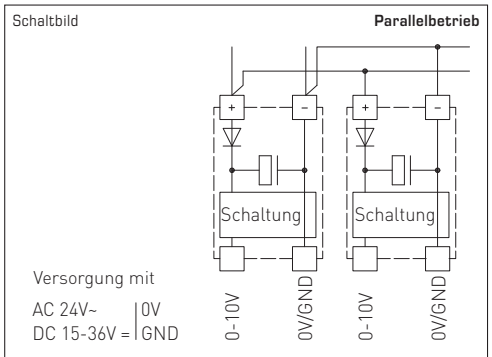 Schaltbild
Parallelbetrieb
+ − + −
Schaltung Schaltung
Versorgung mit
AC 24V~ | 0V
DC 15-36V = | GND
0-10V
0V/GND
0-10V
0V/GND